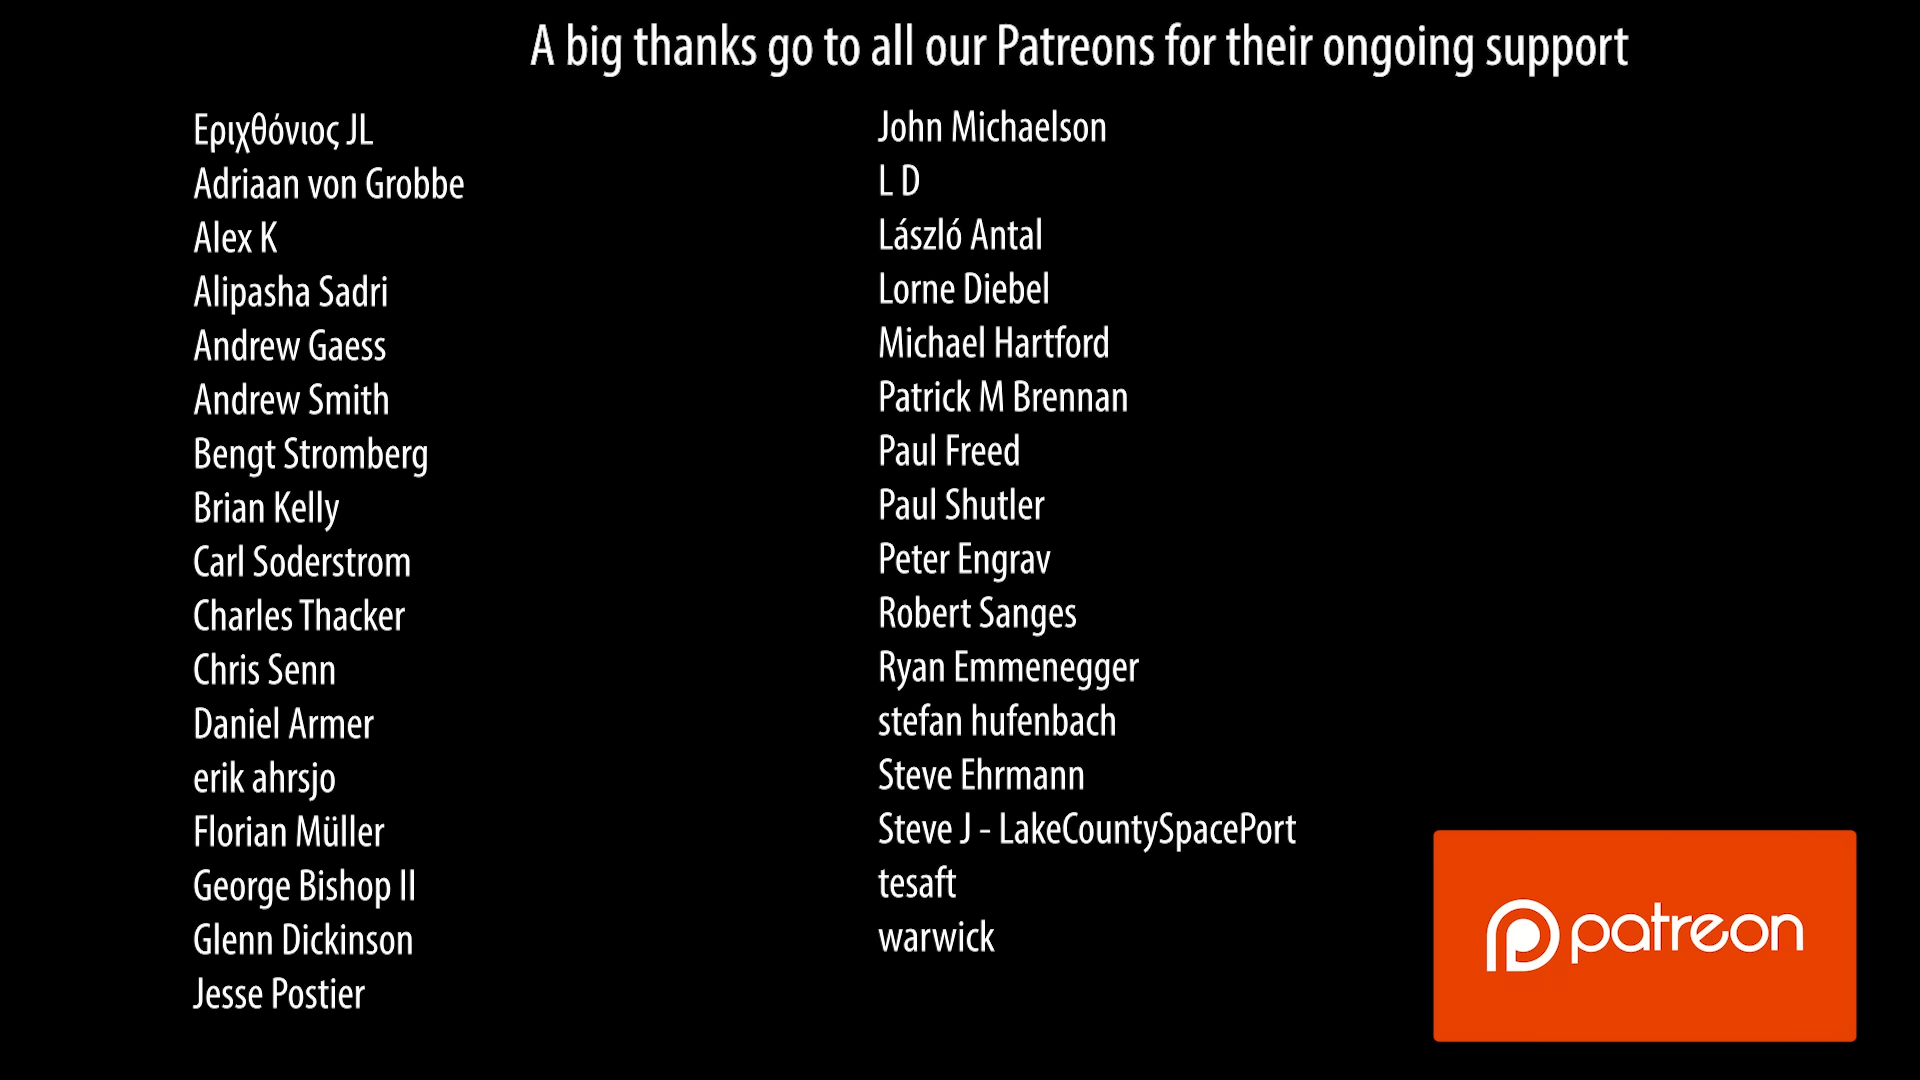 A big thanks go to all our Patreons for their ongoing support
Εριχθόνιος JL
Adriaan von Grobbe
Alex K
Alipasha Sadri
Andrew Gaess
Andrew Smith
Bengt Stromberg
Brian Kelly
Carl Soderstrom
Charles Thacker
Chris Senn
Daniel Armer
erik ahrsjo
Florian Müller
George Bishop II
Glenn Dickinson
Jesse Postier
John Michaelson
L D
László Antal
Lorne Diebel
Michael Hartford
Patrick M Brennan
Paul Freed
Paul Shutler
Peter Engrav
Robert Sanges
Ryan Emmenegger
stefan hufenbach
Steve Ehrmann
Steve J - LakeCountySpacePort
tesaft
warwick
patreon